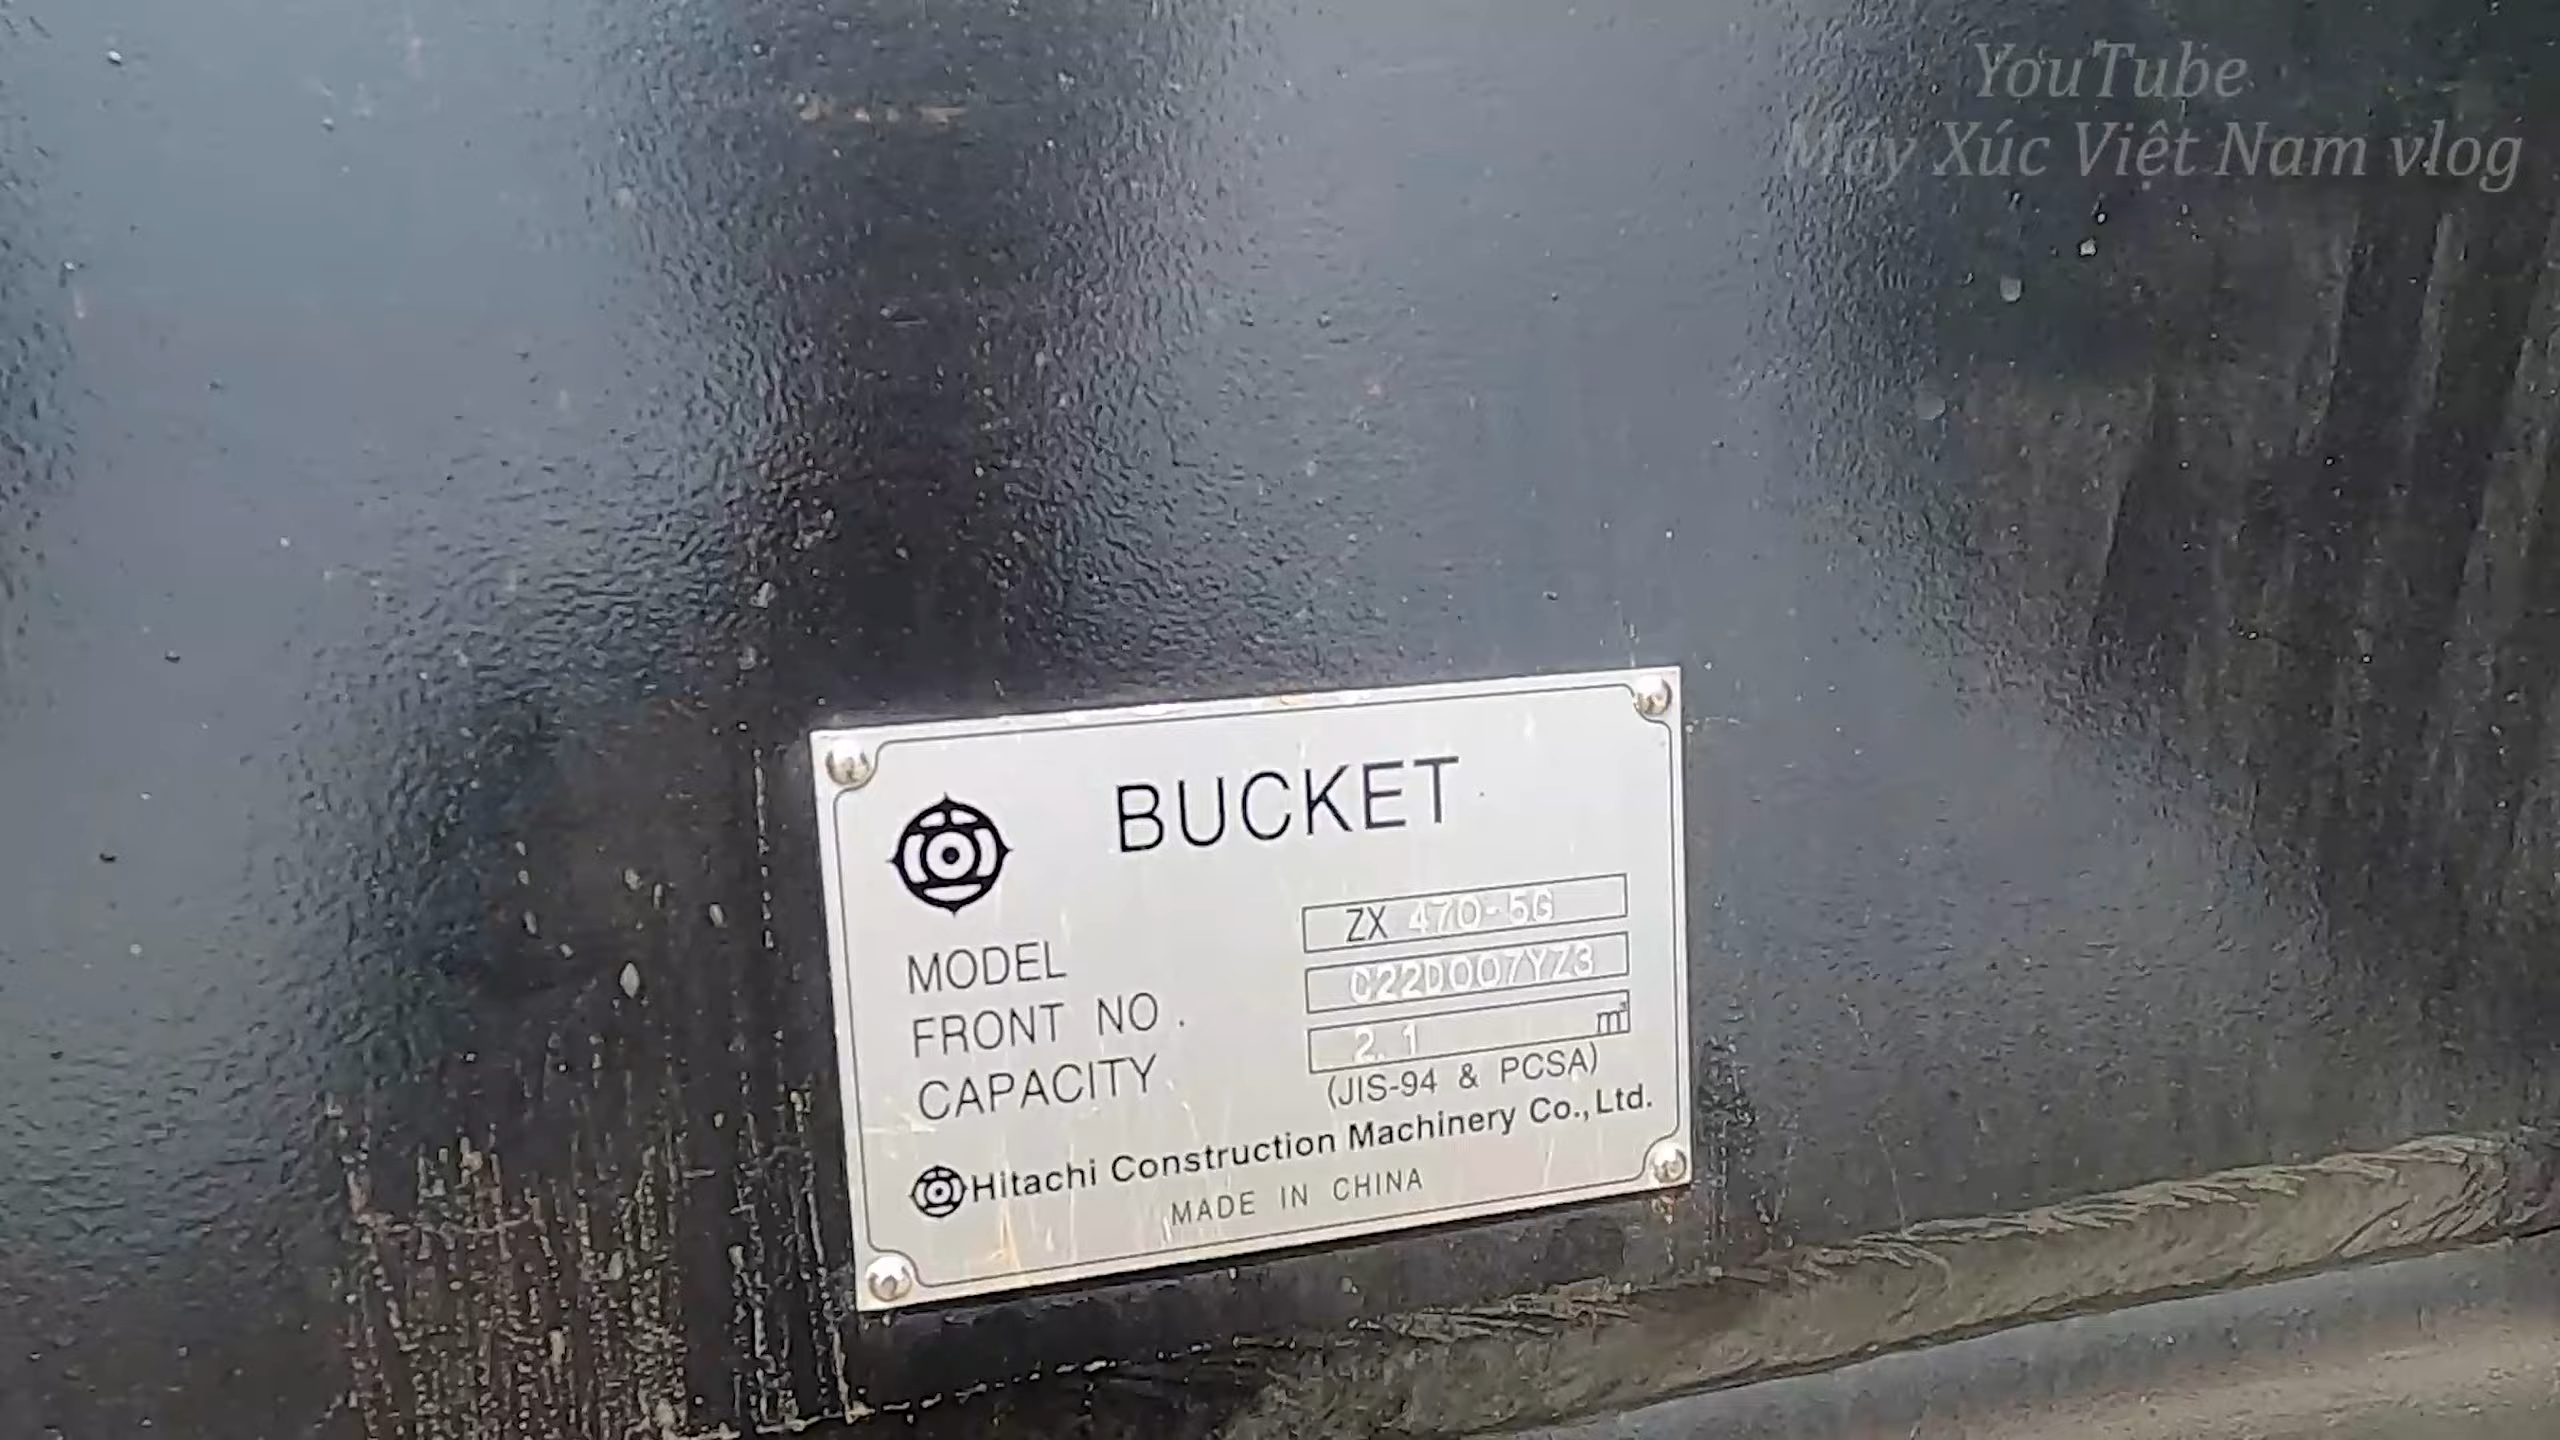 YouTube
Máy Xúc Việt Nam vlog
BUCKET
MODEL ZX 470-5G
FRONT NO. C22D007YZ3
CAPACITY 2.1 m³
(JIS-94 & PCSA)
Hitachi Construction Machinery Co., Ltd.
MADE IN CHINA